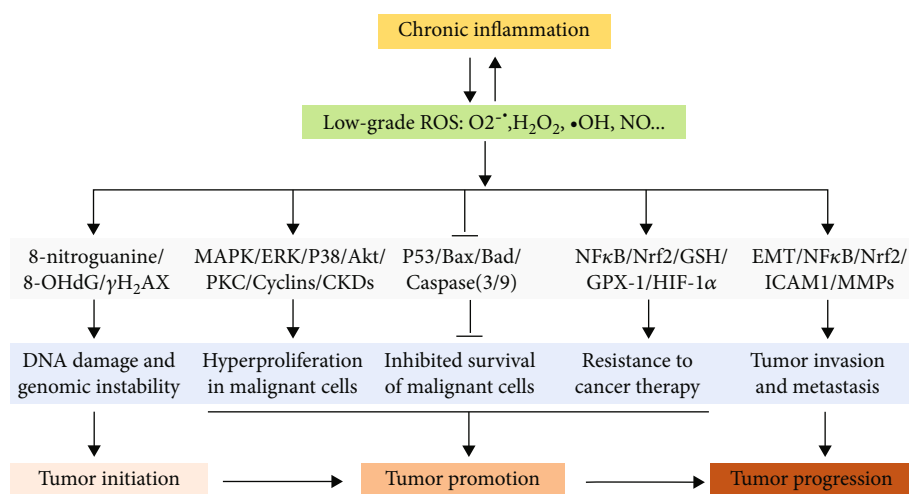 Chronic inflammation
Low-grade ROS: O2⁻•,H₂O₂, •OH, NO...
8-nitroguanine/
8-OHdG/γH₂AX
MAPK/ERK/P38/Akt/
PKC/Cyclins/CKDs
P53/Bax/Bad/
Caspase(3/9)
NFκB/Nrf2/GSH/
GPX-1/HIF-1α
EMT/NFκB/Nrf2/
ICAM1/MMPs
DNA damage and
genomic instability
Hyperproliferation
in malignant cells
Inhibited survival
of malignant cells
Resistance to
cancer therapy
Tumor invasion
and metastasis
Tumor initiation
Tumor promotion
Tumor progression